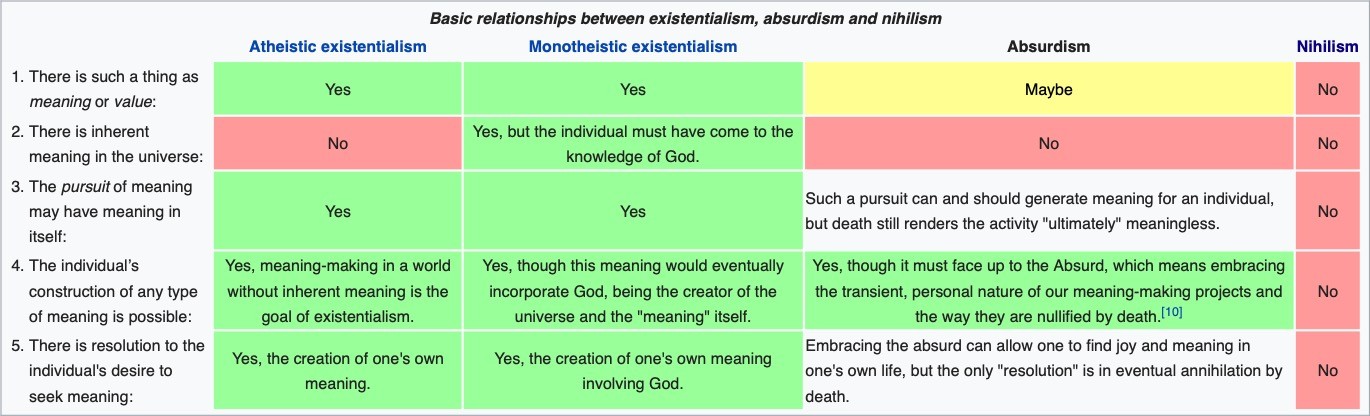 Basic relationships between existentialism, absurdism and nihilism
Atheistic existentialism Monotheistic existentialism Absurdism Nihilism
1. There is such a thing as
meaning or value:
Yes
Yes
Maybe
No
2. There is inherent
meaning in the universe:
No
Yes, but the individual must have come to the
knowledge of God.
No
No
3. The pursuit of meaning
may have meaning in
itself:
Yes
Yes
Such a pursuit can and should generate meaning for an individual,
but death still renders the activity "ultimately" meaningless.
No
4. The individual’s
construction of any type
of meaning is possible:
Yes, meaning-making in a world
without inherent meaning is the
goal of existentialism.
Yes, though this meaning would eventually
incorporate God, being the creator of the
universe and the "meaning" itself.
Yes, though it must face up to the Absurd, which means embracing
the transient, personal nature of our meaning-making projects and
the way they are nullified by death.[10]
No
5. There is resolution to the
individual's desire to
seek meaning:
Yes, the creation of one's own
meaning.
Yes, the creation of one's own meaning
involving God.
Embracing the absurd can allow one to find joy and meaning in
one's own life, but the only "resolution" is in eventual annihilation by
death.
No